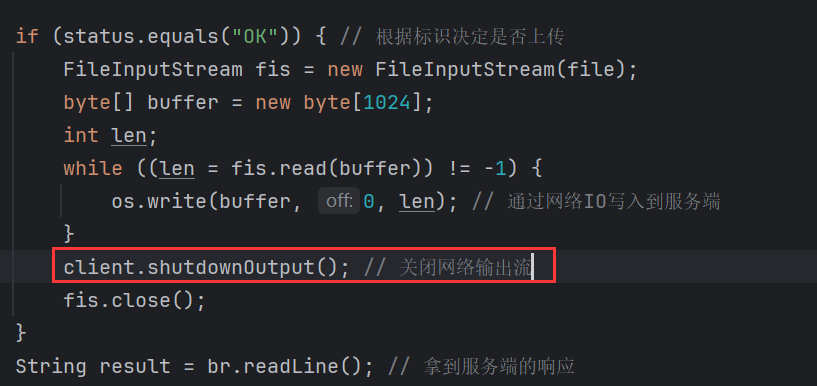 if (status.equals("OK")) { // 根据标识决定是否上传
FileInputStream fis = new FileInputStream(file);
byte[] buffer = new byte[1024];
int len;
while ((len = fis.read(buffer)) != -1) {
os.write(buffer, off: 0, len); // 通过网络IO写入到服务端
}
client.shutdownOutput(); // 关闭网络输出流
fis.close();
}
String result = br.readLine(); // 拿到服务端的响应